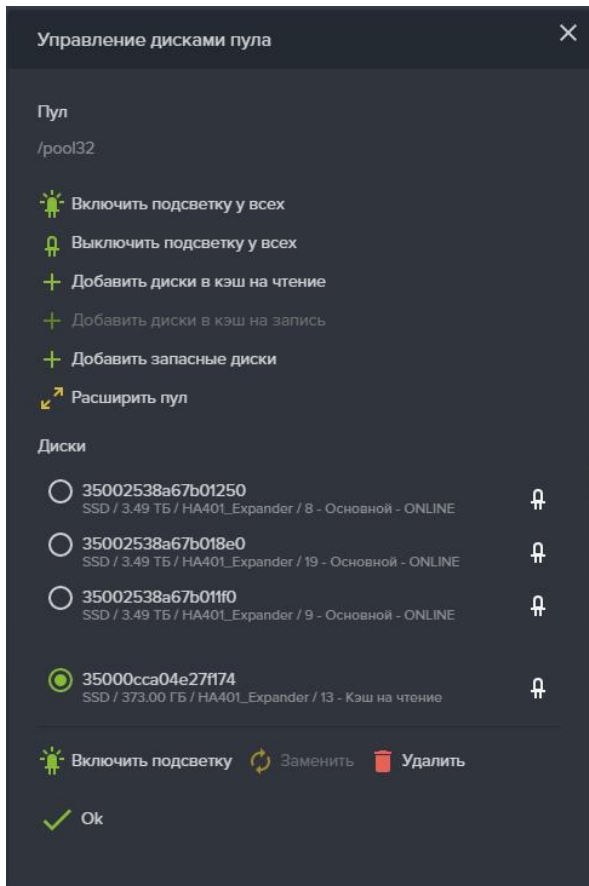 Управление дисками пула
Пул
/pool32
Включить подсветку у всех
Выключить подсветку у всех
Добавить диски в кэш на чтение
Добавить диски в кэш на запись
Добавить запасные диски
Расширить пул
Диски
35002538a67b01250
SSD / 3.49 ТБ / HA401_Expander / 8 - Основной - ONLINE
35002538a67b018e0
SSD / 3.49 ТБ / HA401_Expander / 19 - Основной - ONLINE
35002538a67b011f0
SSD / 3.49 ТБ / HA401_Expander / 9 - Основной - ONLINE
35000cca04e27f174
SSD / 373.00 ГБ / HA401_Expander / 13 - Кэш на чтение
Включить подсветку Заменить Удалить
Ok